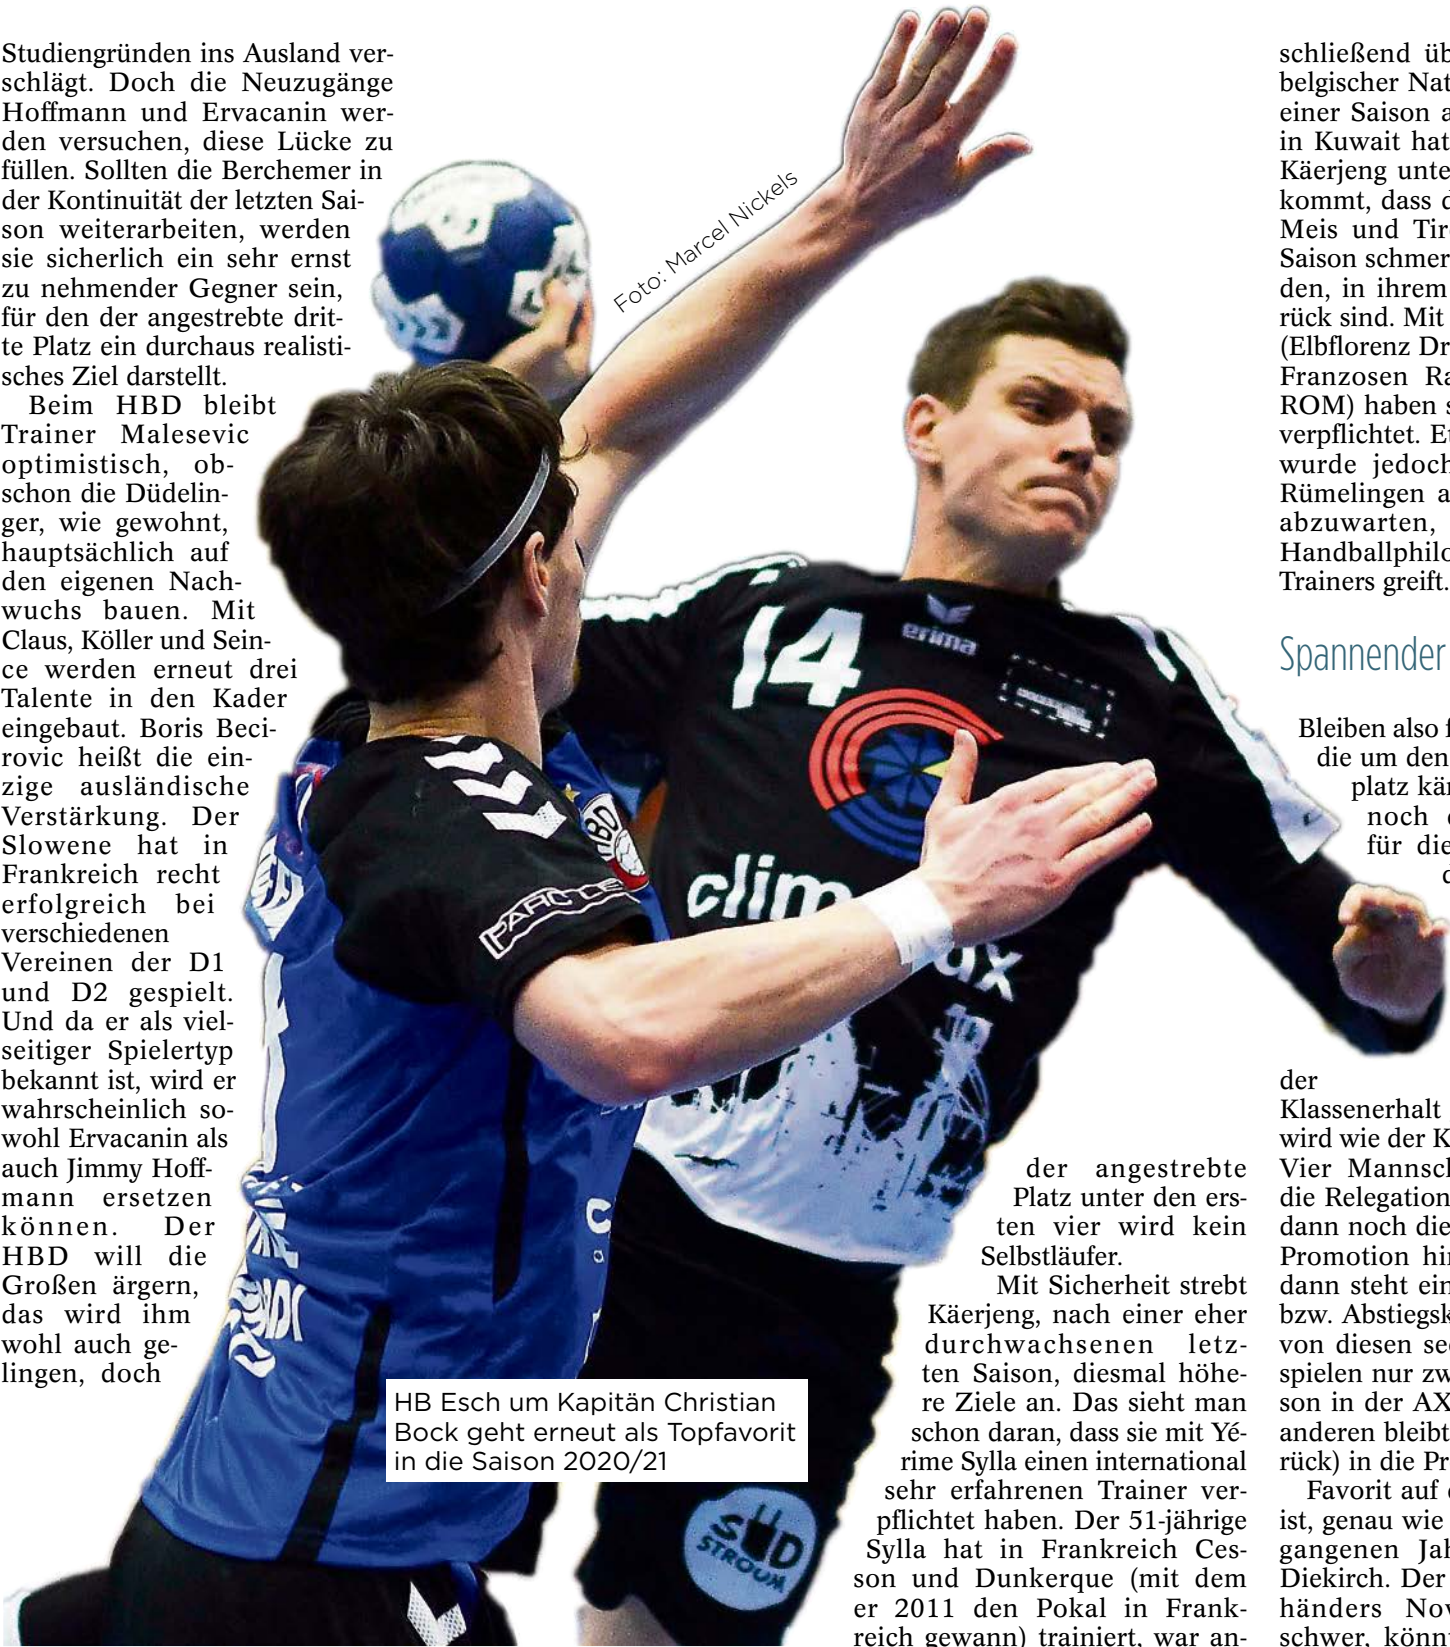 Studiengründen ins Ausland ver-
schlägt. Doch die Neuzugänge
Hoffmann und Ervacanin wer-
den versuchen, diese Lücke zu
füllen. Sollten die Berchemer in
der Kontinuität der letzten Sai-
son weiterarbeiten, werden
sie sicherlich ein sehr ernst
zu nehmender Gegner sein,
für den der angestrebte drit-
te Platz ein durchaus realisti-
sches Ziel darstellt.
Beim HBD bleibt
Trainer Malesevic
optimistisch, ob-
schon die Düdelin-
ger, wie gewohnt,
hauptsächlich auf
den eigenen Nach-
wuchs bauen. Mit
Claus, Köller und Sein-
ce werden erneut drei
Talente in den Kader
eingebaut. Boris Beci-
rovic heißt die ein-
zige ausländische
Verstärkung. Der
Slowene hat in
Frankreich recht
erfolgreich bei
verschiedenen
Vereinen der D1
und D2 gespielt.
Und da er als viel-
seitiger Spielertyp
bekannt ist, wird er
wahrscheinlich so-
wohl Ervacanin als
auch Jimmy Hoff-
mann ersetzen
können. Der
HBD will die
Großen ärgern,
das wird ihm
wohl auch ge-
lingen, doch
Foto: Marcel Nickels
14
erima
HBD
PARC LE
SUD
STROUM
HB Esch um Kapitän Christian
Bock geht erneut als Topfavorit
in die Saison 2020/21
der angestrebte
Platz unter den ers-
ten vier wird kein
Selbstläufer.
Mit Sicherheit strebt
Käerjeng, nach einer eher
durchwachsenen letz-
ten Saison, diesmal höhe-
re Ziele an. Das sieht man
schon daran, dass sie mit Yé-
rime Sylla einen international
sehr erfahrenen Trainer ver-
pflichtet haben. Der 51-jährige
Sylla hat in Frankreich Ces-
son und Dunkerque (mit dem
er 2011 den Pokal in Frank-
reich gewann) trainiert, war an-
schließend üb
belgischer Nat
einer Saison a
in Kuwait hat
Käerjeng unte
kommt, dass d
Meis und Tir
Saison schmer
den, in ihrem
rück sind. Mit
(Elbflorenz Dr
Franzosen Ra
ROM) haben s
verpflichtet. Et
wurde jedoch
Rümelingen a
abzuwarten,
Handballphilo
Trainers greift.
Spannender
Bleiben also f
die um den
platz kä
noch
für die
der
Klassenerhalt
wird wie der K
Vier Mannsch
die Relegation
dann noch die
Promotion hin
dann steht ein
bzw. Abstiegsk
von diesen se
spielen nur zw
son in der AX
anderen bleibt
rück) in die Pr
Favorit auf
ist, genau wie
gangenen Jah
Diekirch. Der
händers Nov
schwer, könn